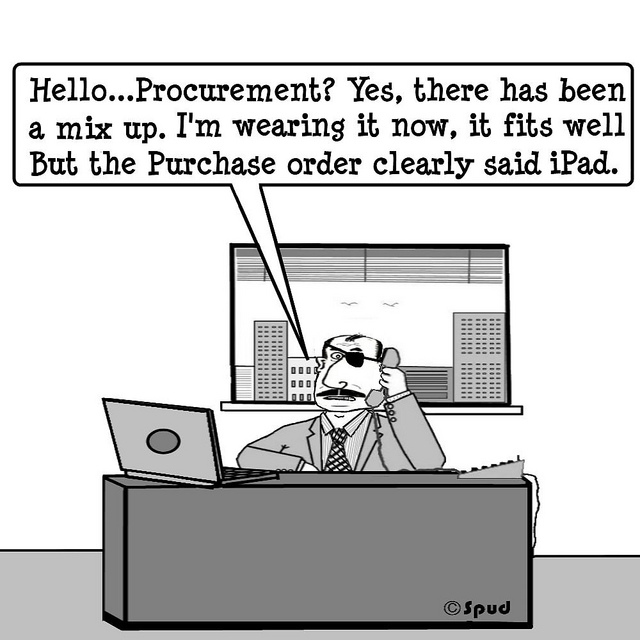 Hello...Procurement? Yes, there has been
a mix up. I'm wearing it now, it fits well
But the Purchase order clearly said iPad.
©Spud